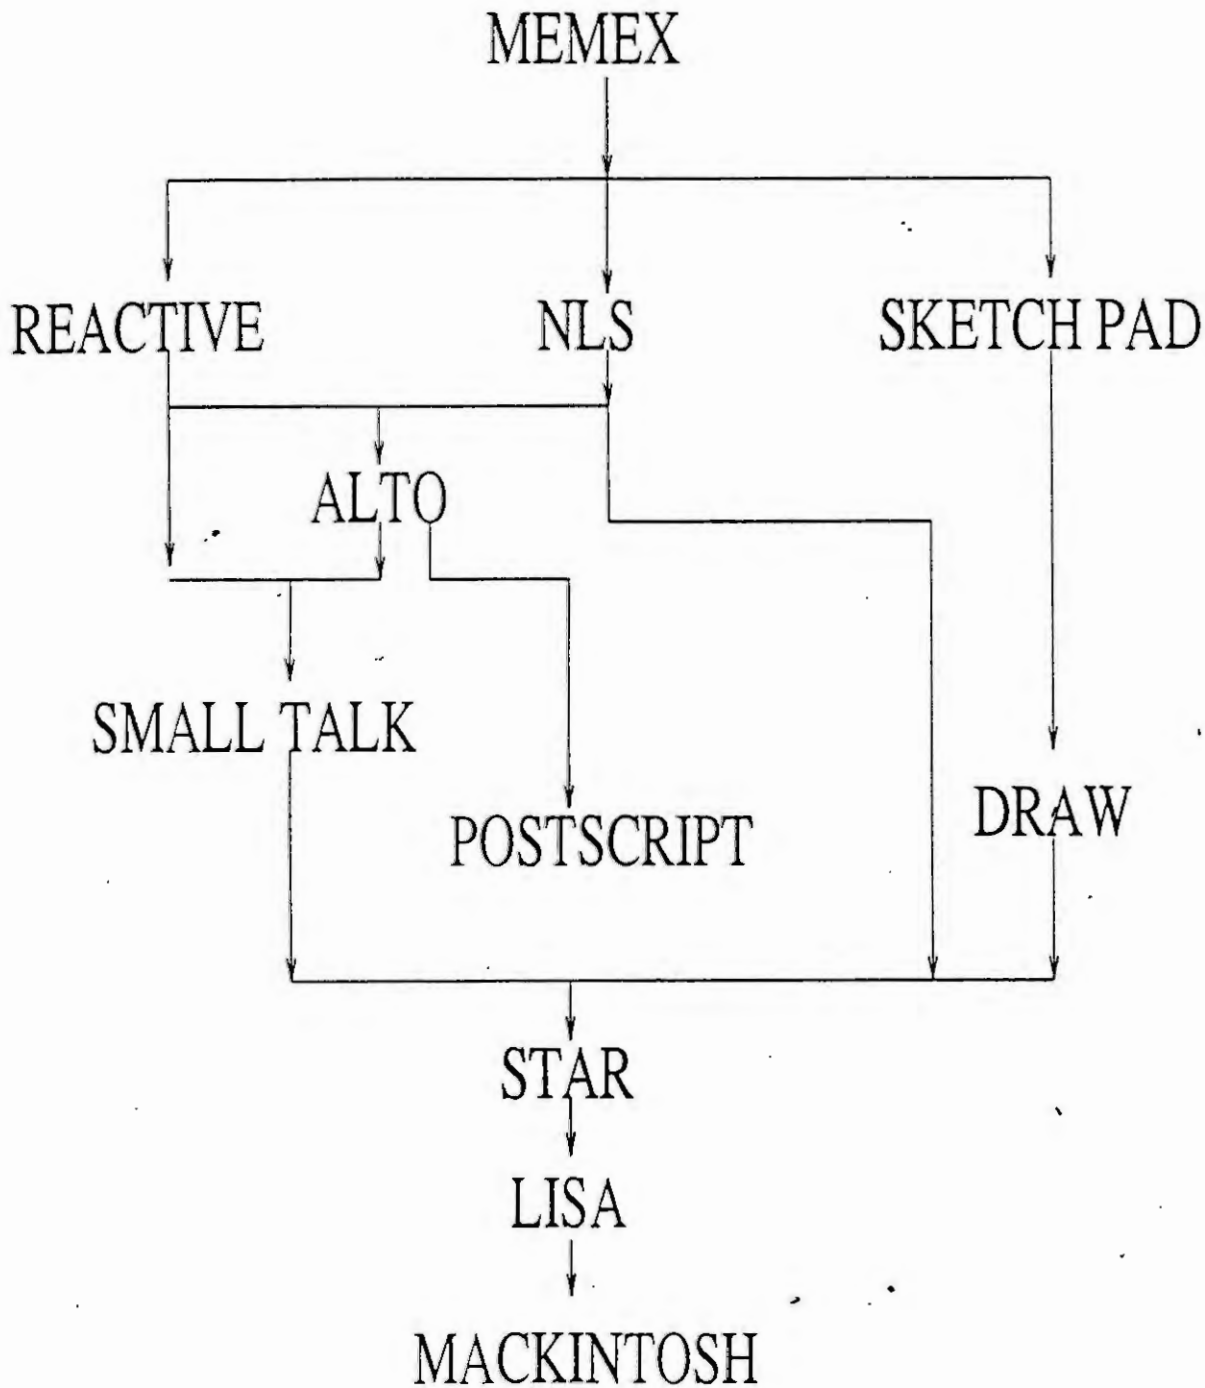 MEMEX
REACTIVE
NLS
SKETCH PAD
ALTO
SMALL TALK
POSTSCRIPT
DRAW
STAR
LISA
MACKINTOSH